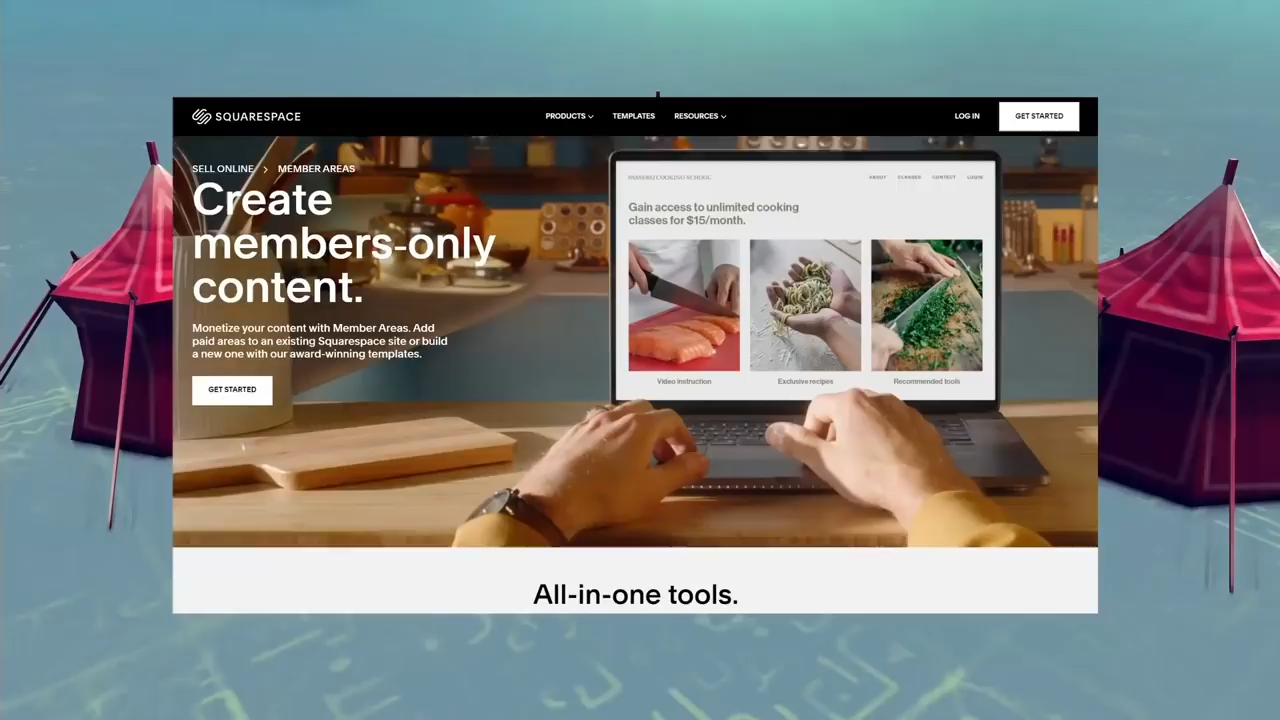 SQUARESPACE
PRODUCTS
TEMPLATES
RESOURCES
LOG IN
GET STARTED
SELL ONLINE > MEMBER AREAS
Create
members-only
content.
Monetize your content with Member Areas. Add
paid areas to an existing Squarespace site or build
a new one with our award-winning templates.
GET STARTED
COOKING SCHOOL
ABOUT
CLASSES
CONTACT
LOGIN
Gain access to unlimited cooking
classes for $15/month.
Video instruction
Exclusive recipes
Recommended tools
All-in-one tools.